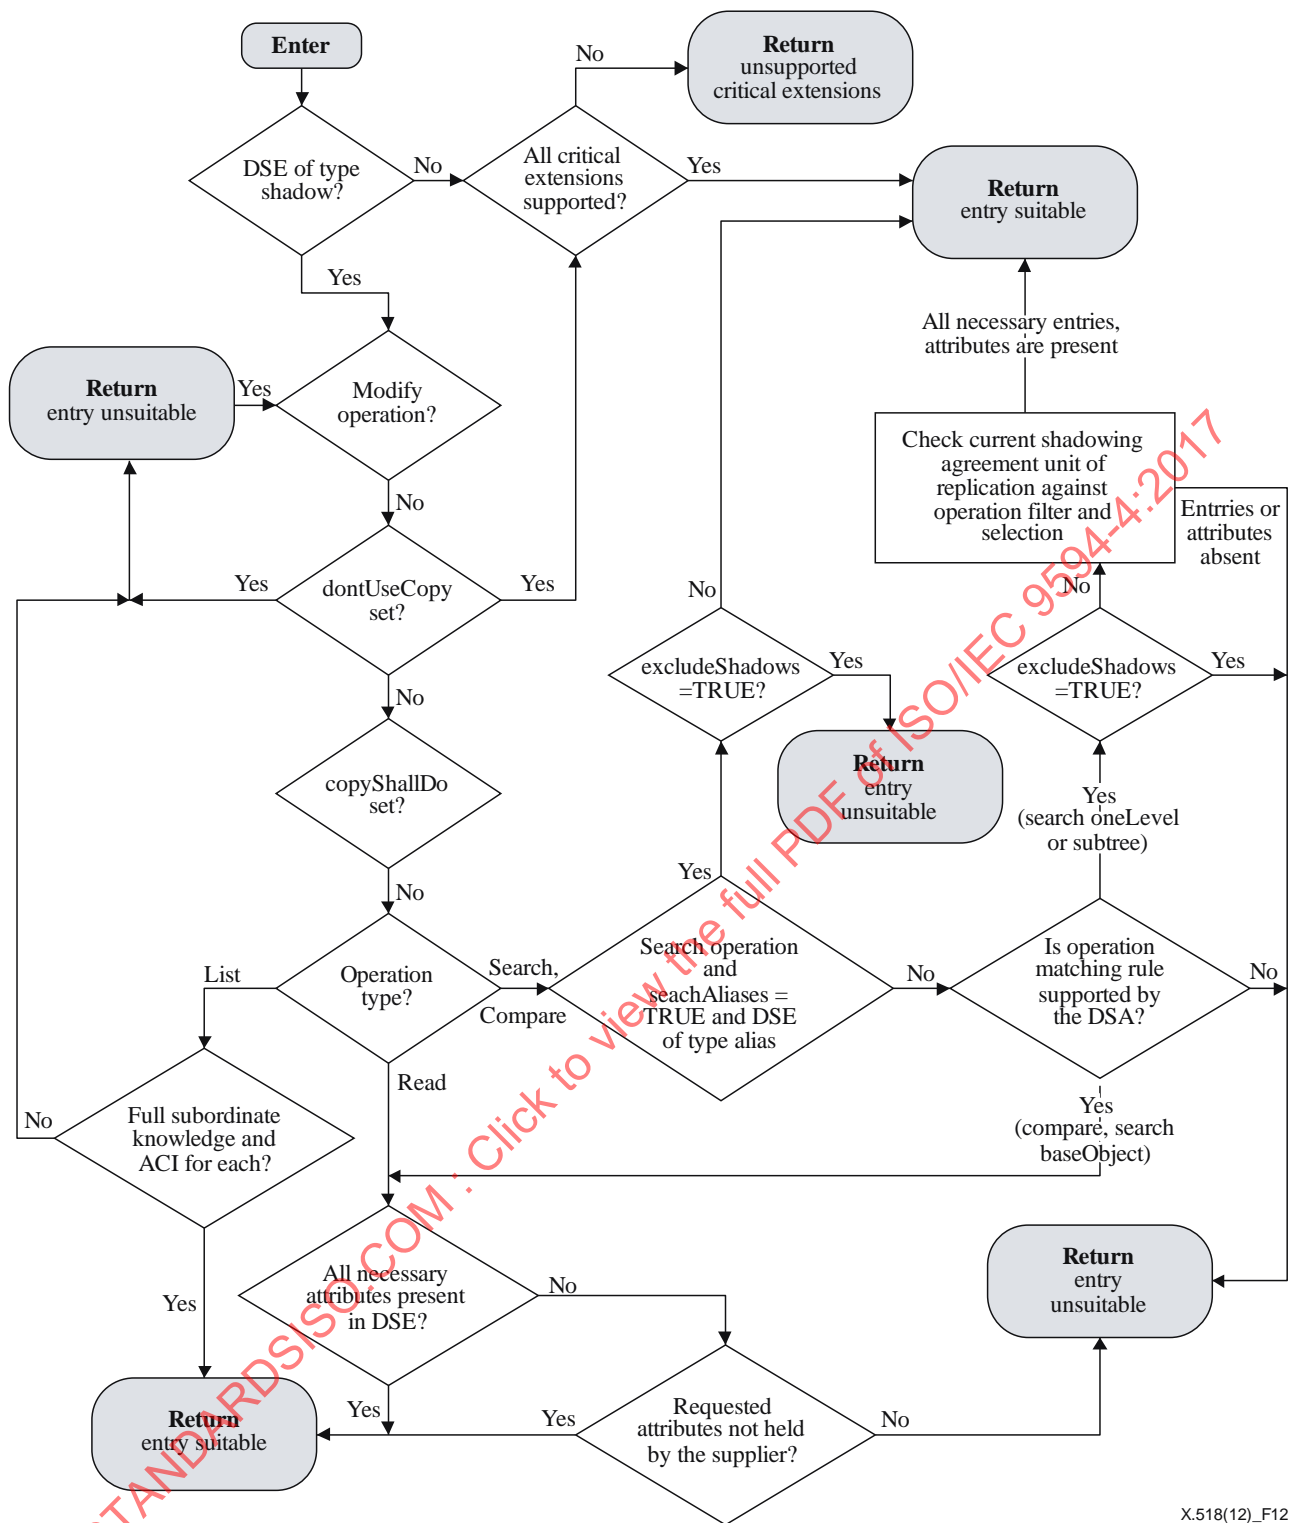 Enter
No
Return
unsupported
critical extensions
DSE of type
shadow?
No
All critical
extensions
supported?
Yes
Return
entry suitable
Yes
All necessary entries,
attributes are present
Return
entry unsuitable
Yes
Modify
operation?
No
Check current shadowing
agreement unit of
replication against
operation filter and
selection
Entrries or
attributes
absent
Yes
dontUseCopy
set?
Yes
No
No
No
excludeShadows
=TRUE?
Yes
excludeShadows
=TRUE?
Yes
copyShallDo
set?
Return
entry
unsuitable
Yes
(search oneLevel
or subtree)
No
Yes
List
Operation
type?
Search,
Compare
Search operation
and
seachAliases =
TRUE and DSE
of type alias
No
Is operation
matching rule
supported by
the DSA?
No
Read
No
Full subordinate
knowledge and
ACI for each?
Yes
(compare, search
baseObject)
Yes
All necessary
attributes present
in DSE?
No
Return
entry
unsuitable
Yes
Return
entry suitable
Yes
Requested
attributes not held
by the supplier?
No
X.518(12)_F12
STANDARDSISO.COM : Click to view the full PDF of ISO/IEC 9594-4:2017